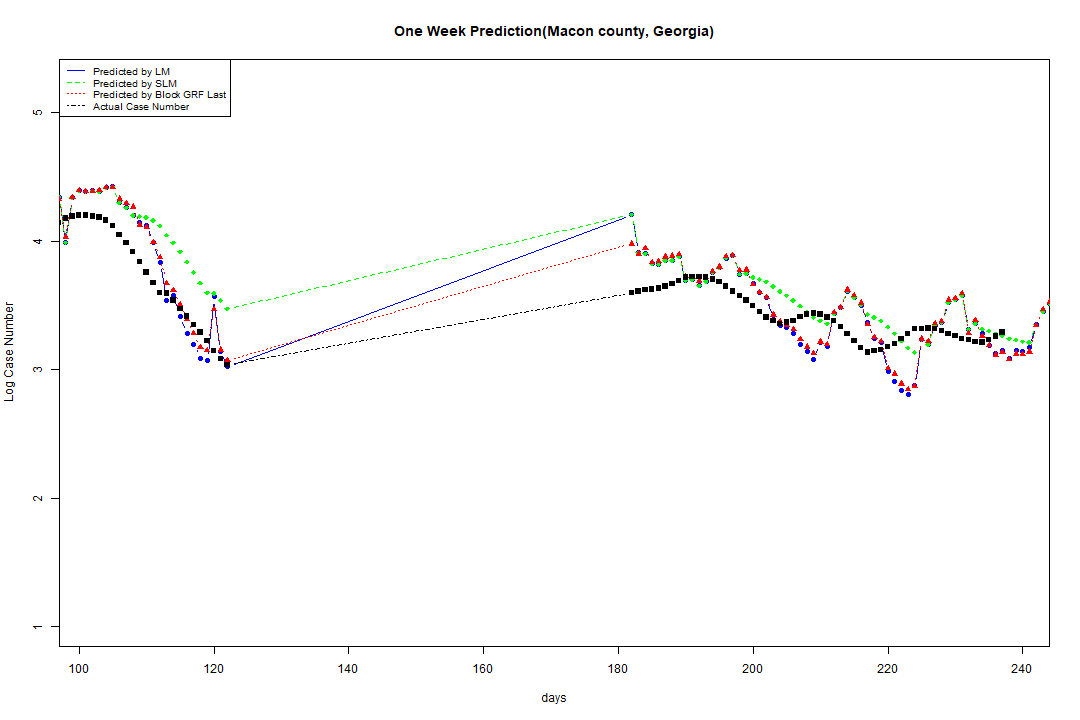 One Week Prediction(Macon county, Georgia)
Predicted by LM
Predicted by SLM
Predicted by Block GRF Last
Actual Case Number
5
4
3
2
1
Log Case Number
100 120 140 160 180 200 220 240
days